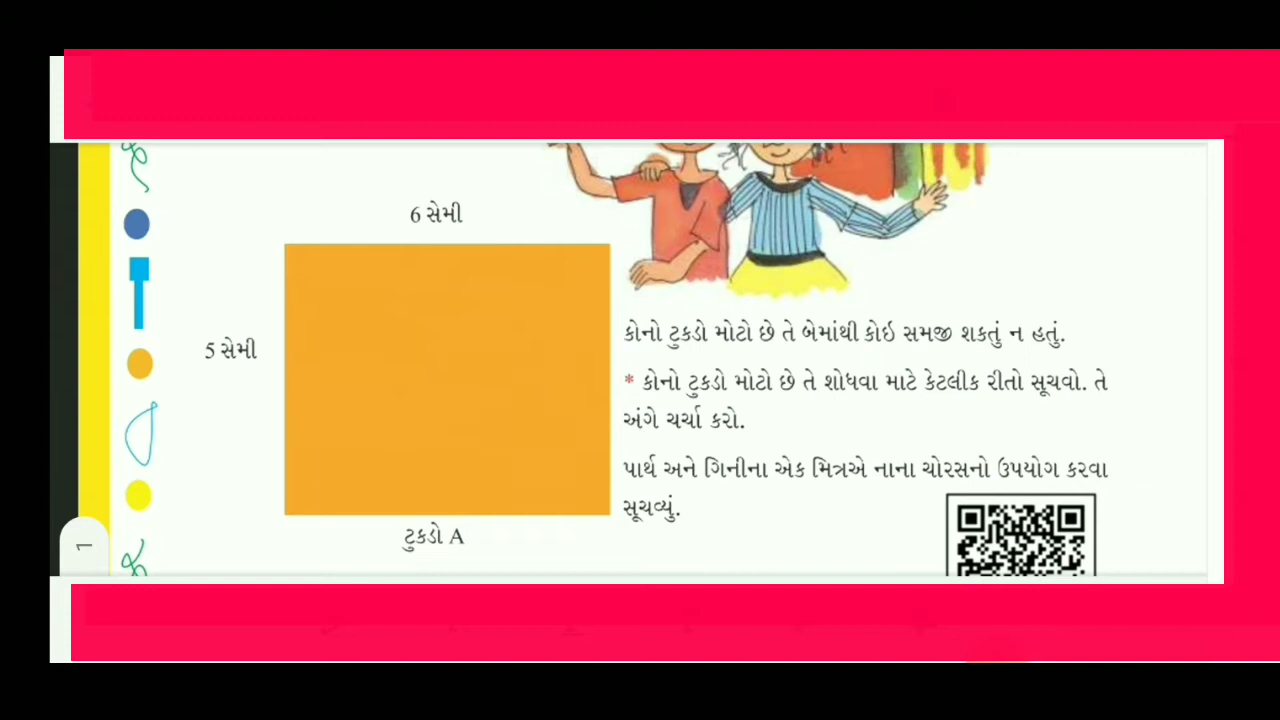 6 સેમી
5 સેમી
ટુકડો A
કોનો ટુકડો મોટો છે તે બેમાંથી કોઈ સમજી શકતું ન હતું.
* કોનો ટુકડો મોટો છે તે શોધવા માટે કેટલીક રીતો સૂચવો. તે
અંગે ચર્ચા કરો.
પાર્થ અને ગિનીના એક મિત્રએ નાના ચોરસનો ઉપયોગ કરવા
સૂચવ્યું.
1